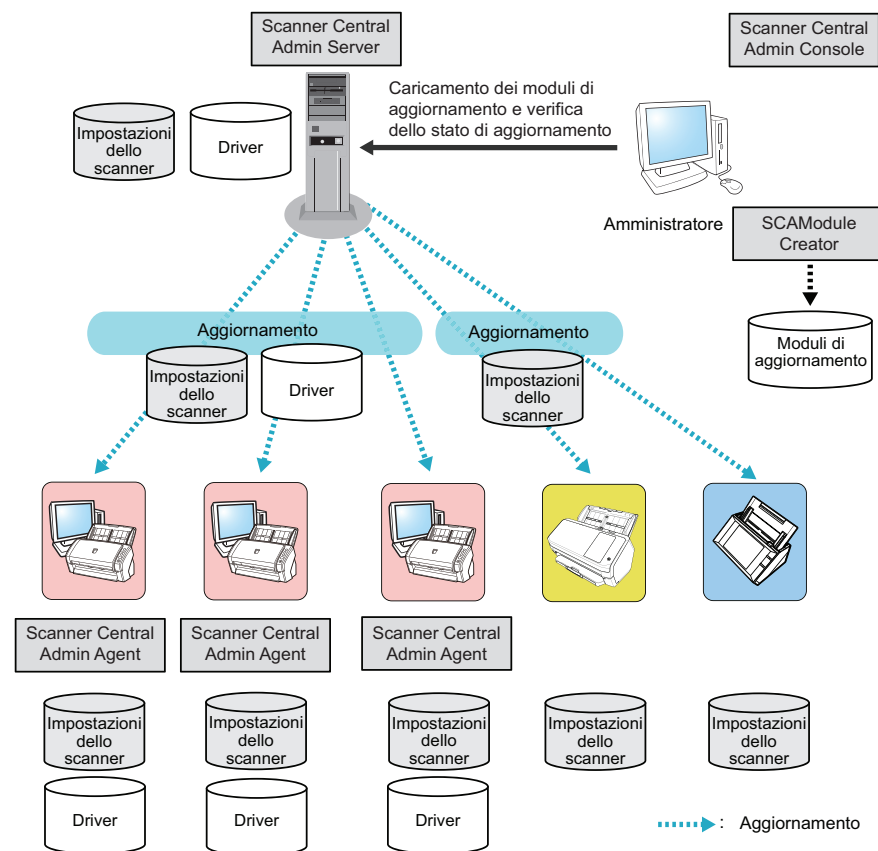 Scanner Central
Admin Server
Scanner Central
Admin Console
Caricamento dei moduli di
aggiornamento e verifica
dello stato di aggiornamento
Impostazioni
dello
scanner
Driver
Amministratore
SCAModule
Creator
Aggiornamento
Aggiornamento
Moduli di
aggiornamento
Impostazioni
dello
scanner
Driver
Impostazioni
dello
scanner
Scanner Central
Admin Agent
Scanner Central
Admin Agent
Scanner Central
Admin Agent
Impostazioni
dello
scanner
Impostazioni
dello
scanner
Impostazioni
dello
scanner
Impostazioni
dello
scanner
Impostazioni
dello
scanner
Driver
Driver
Driver
: Aggiornamento